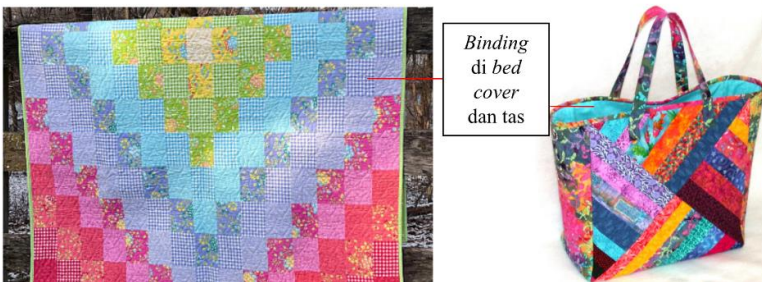 Binding
di bed
cover
dan tas